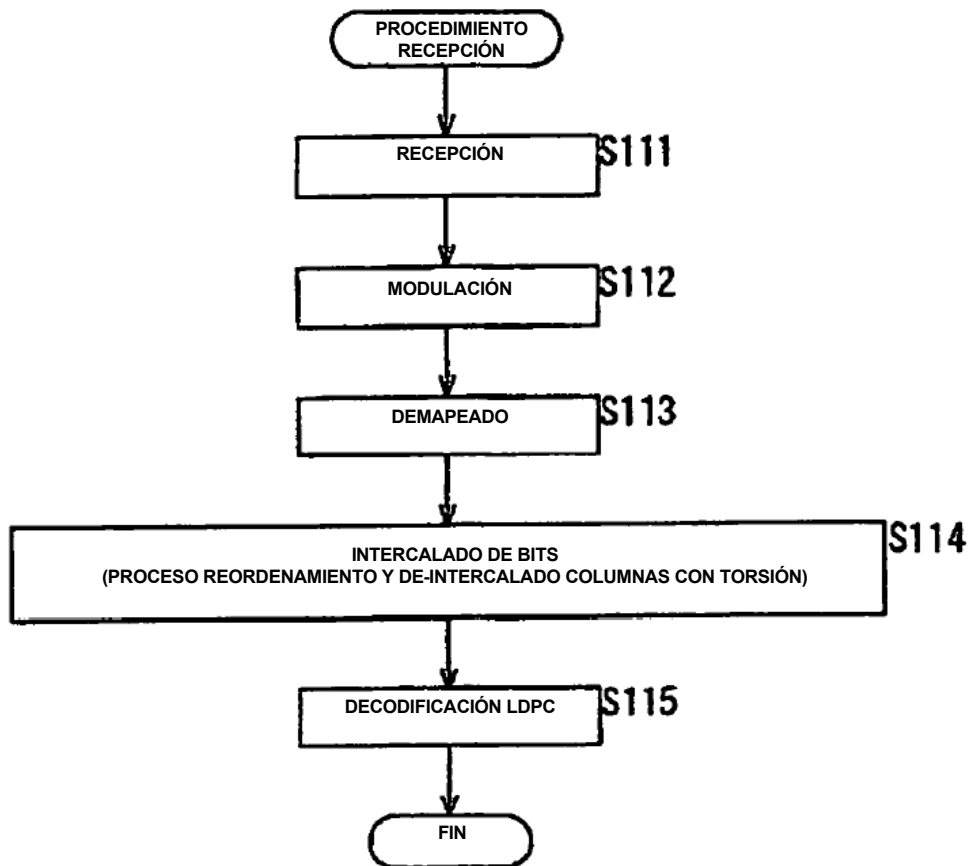 PROCEDIMIENTO
RECEPCIÓN
RECEPCIÓN
S111
MODULACIÓN
S112
DEMAPEADO
S113
INTERCALADO DE BITS
(PROCESO REORDENAMIENTO Y DE-INTERCALADO COLUMNAS CON TORSIÓN)
S114
DECODIFICACIÓN LDPC
S115
FIN